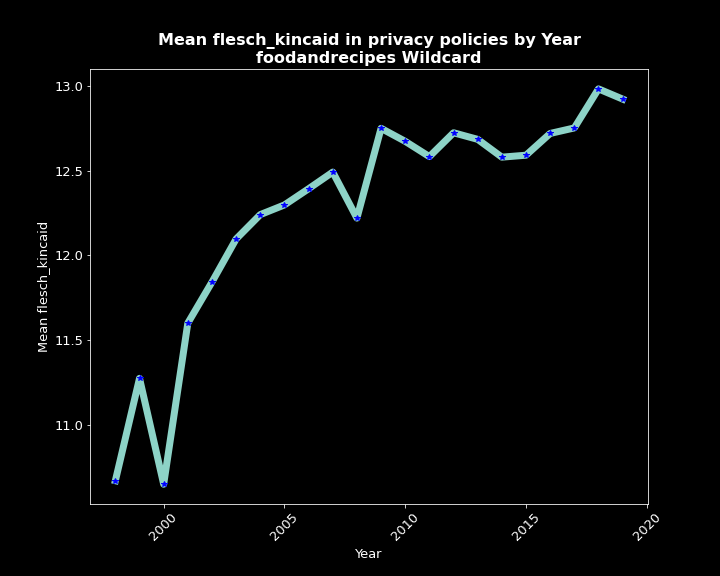 Mean flesch_kincaid in privacy policies by Year
foodandrecipes Wildcard
13.0
12.5
12.0
11.5
11.0
Mean flesch_kincaid
2000
2005
2010
2015
2020
Year